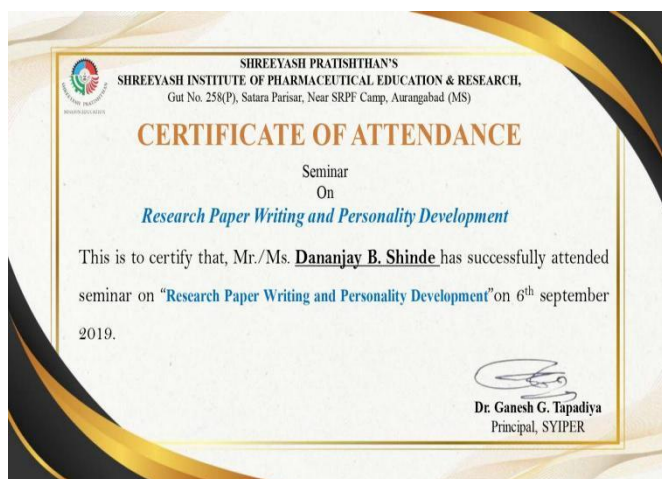 SHREEYASH PRATISHTHAN'S
SHREEYASH INSTITUTE OF PHARMACEUTICAL EDUCATION & RESEARCH,
Gut No. 258(P), Satara Parisar, Near SRPF Camp, Aurangabad (MS)
CERTIFICATE OF ATTENDANCE
Seminar
On
Research Paper Writing and Personality Development
This is to certify that, Mr./Ms. Dananjay B. Shinde has successfully attended
seminar on "Research Paper Writing and Personality Development"on 6th september
2019.
Dr. Ganesh G. Tapadiya
Principal, SYIPER